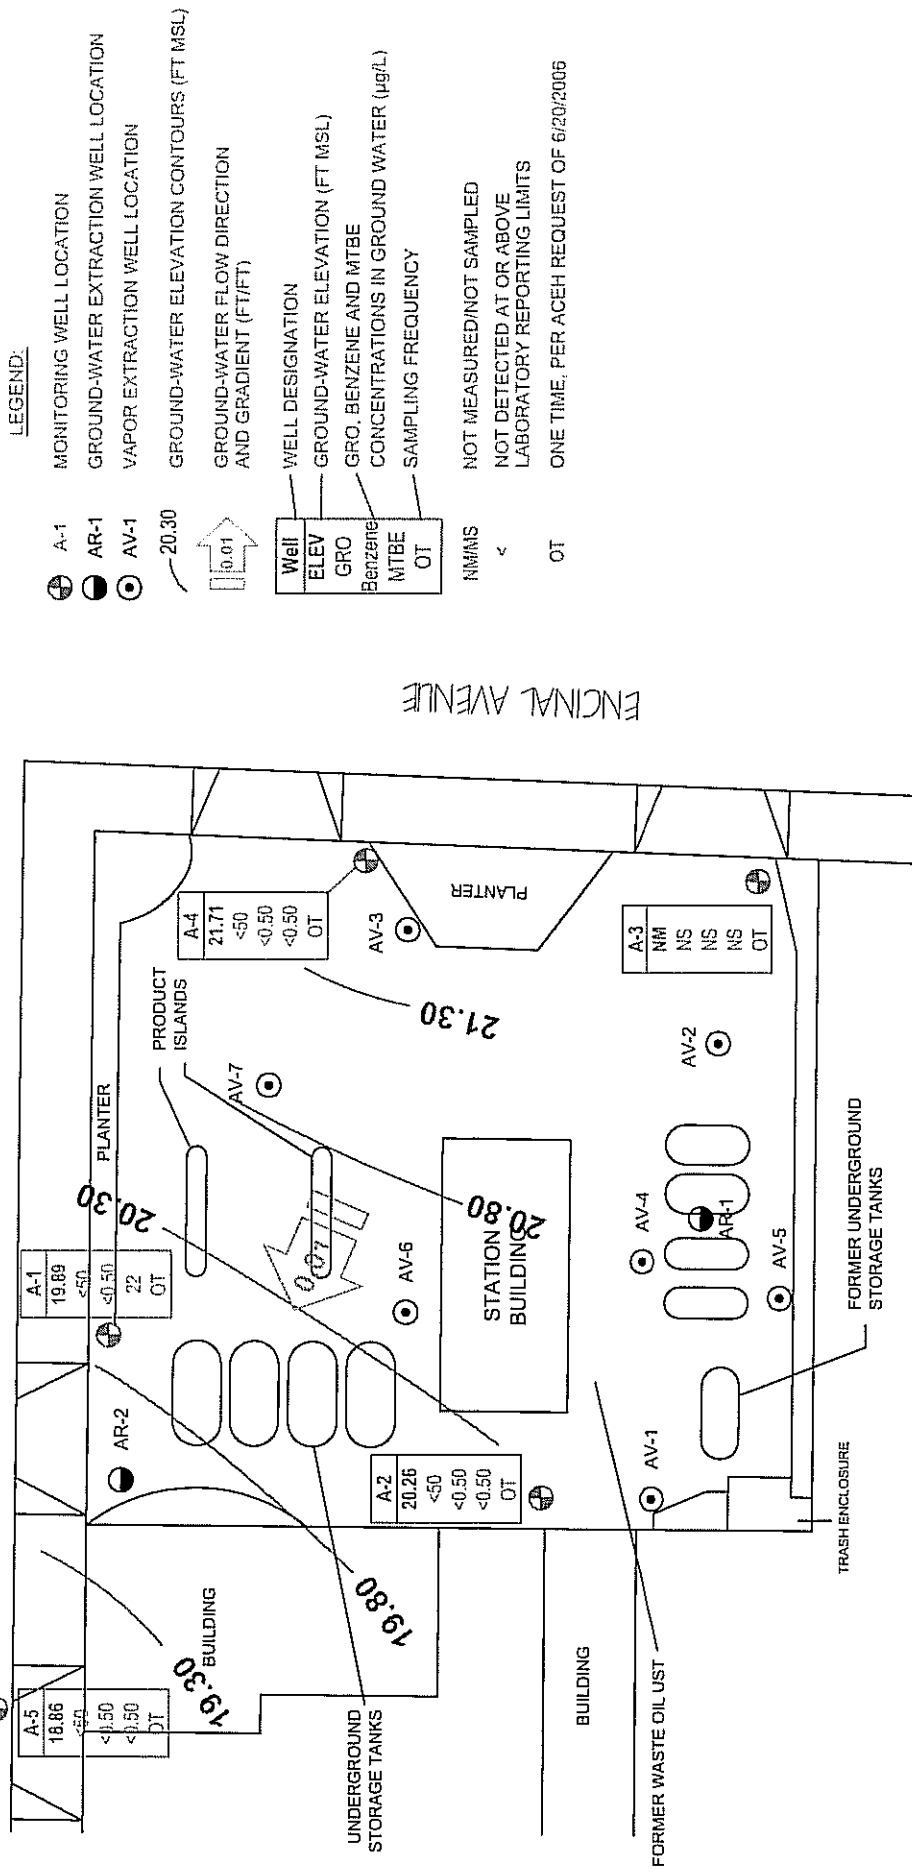 LEGEND:
A-1 MONITORING WELL LOCATION
AR-1 GROUND-WATER EXTRACTION WELL LOCATION
AV-1 VAPOR EXTRACTION WELL LOCATION
20.30 GROUND-WATER ELEVATION CONTOURS (FT MSL)
0.01 GROUND-WATER FLOW DIRECTION
AND GRADIENT (FT/FT)
Well WELL DESIGNATION
ELEV GROUND-WATER ELEVATION (FT MSL)
GRO GRO, BENZENE AND MTBE
Benzene CONCENTRATIONS IN GROUND WATER (µg/L)
MTBE
OT SAMPLING FREQUENCY
NM/MS NOT MEASURED/NOT SAMPLED
< NOT DETECTED AT OR ABOVE
LABORATORY REPORTING LIMITS
OT ONE TIME, PER ACEH REQUEST OF 6/20/2006
ENCINAL AVENUE
A-5
18.86
<50
<0.50
<0.50
OT
19.30
BUILDING
19.80
AR-2
A-1
19.89
<50
<0.50
22
OT
PLANTER
20.30
PRODUCT
ISLANDS
A-4
21.71
<50
<0.50
<0.50
OT
AV-7
AV-3
21.30
PLANTER
0.01
20.80
AV-6
UNDERGROUND
STORAGE TANKS
A-2
20.26
<50
<0.50
<0.50
OT
STATION
BUILDING
BUILDING
FORMER WASTE OIL UST
AV-1
AV-4
AR-1
AV-5
AV-2
A-3
NM
NS
NS
NS
OT
TRASH ENCLOSURE
FORMER UNDERGROUND
STORAGE TANKS